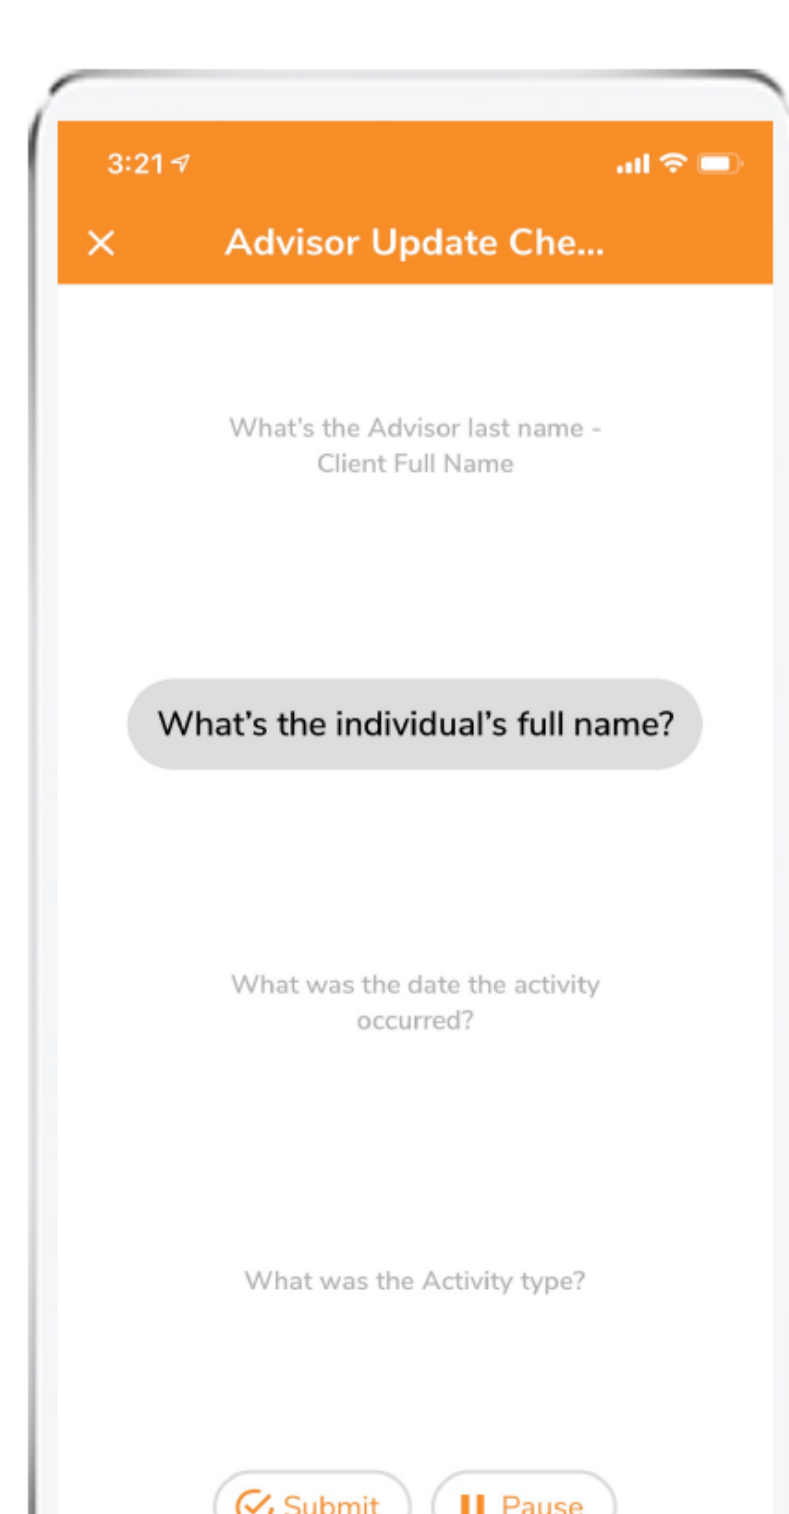 3:21
Advisor Update Che...
What's the Advisor last name -
Client Full Name
What's the individual's full name?
What was the date the activity
occurred?
What was the Activity type?
Submit
Pause